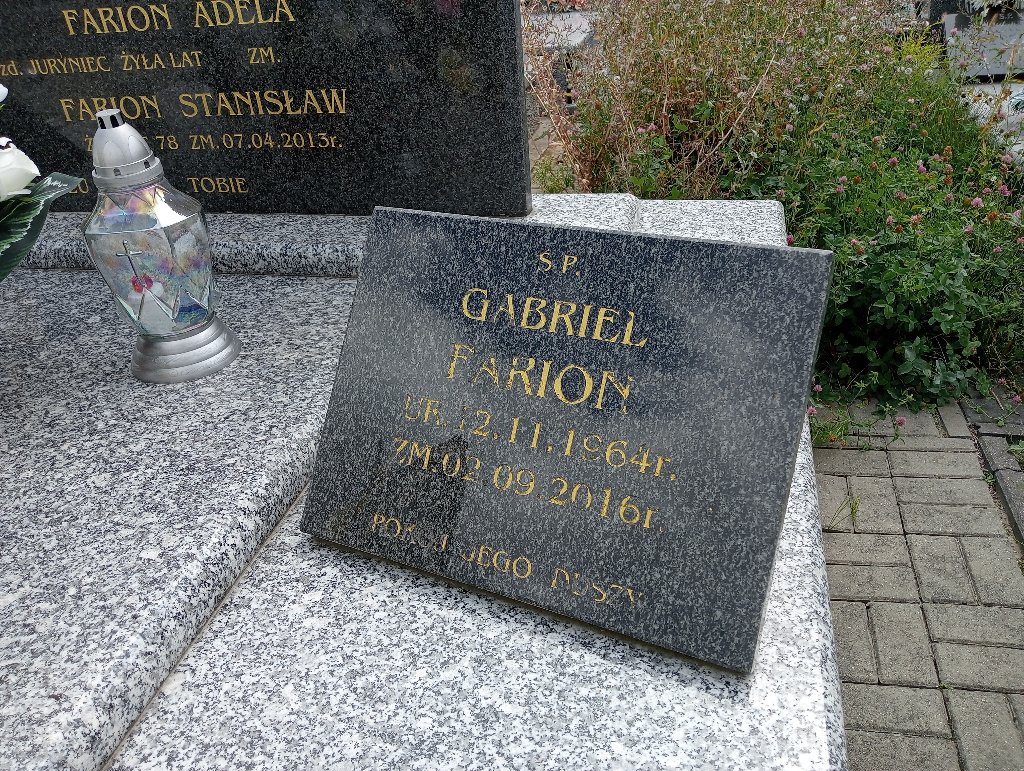 FARION ADELA
zd. JURYNIEC ŻYŁA LAT ZM.
FARION STANISŁAW
78 ZM.07.04.2013r.
TOBIE
S.P.
GABRIEL
FARION
UR. 12.11.1964r.
ZM.02.09.2016r.
POKÓJ JEGO DUSZY